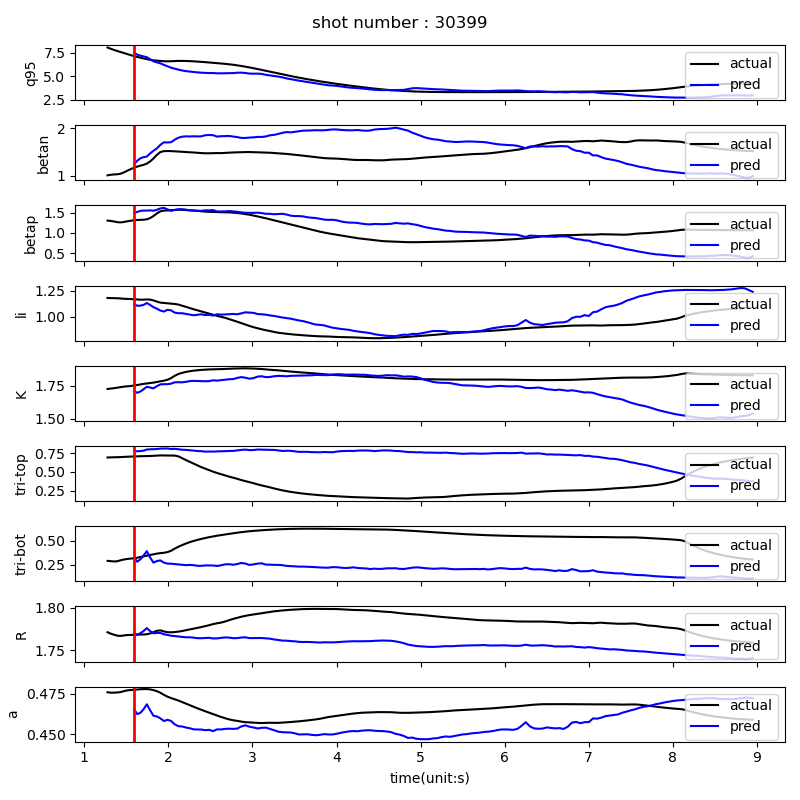 shot number : 30399
q95
7.5
5.0
2.5
actual
pred
betan
2
1
actual
pred
betap
1.5
1.0
0.5
actual
pred
li
1.25
1.00
actual
pred
K
1.75
1.50
actual
pred
tri-top
0.75
0.50
0.25
actual
pred
tri-bot
0.50
0.25
actual
pred
R
1.80
1.75
actual
pred
a
0.475
0.450
actual
pred
1 2 3 4 5 6 7 8 9
time(unit:s)